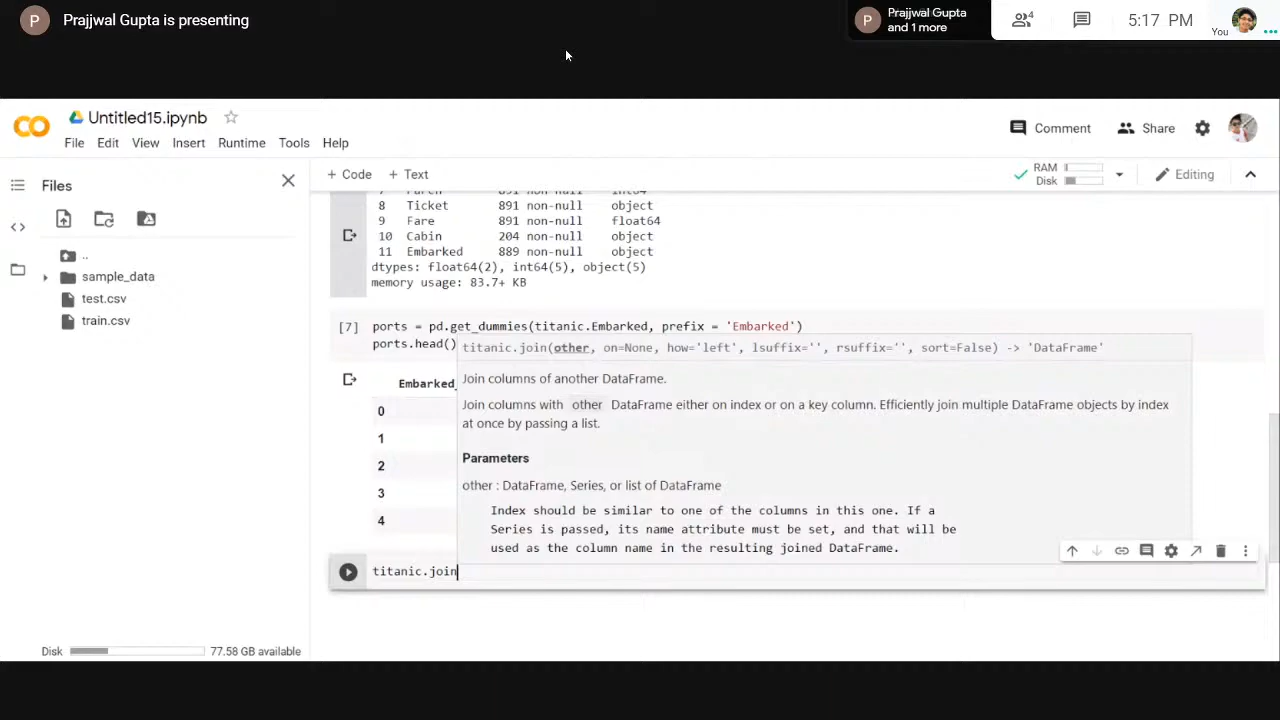 P
Prajjwal Gupta is presenting
P
Prajjwal Gupta
and 1 more
4
5:17 PM
You
Untitled15.ipynb
File Edit View Insert Runtime Tools Help
Comment
Share
Files
+ Code + Text
RAM
Disk
Editing
..
sample_data
test.csv
train.csv
8 Ticket 891 non-null object
9 Fare 891 non-null float64
10 Cabin 204 non-null object
11 Embarked 889 non-null object
dtypes: float64(2), int64(5), object(5)
memory usage: 83.7+ KB
[7] ports = pd.get_dummies(titanic.Embarked, prefix = 'Embarked')
ports.head()
titanic.join(other, on=None, how='left', lsuffix='', rsuffix='', sort=False) -> 'DataFrame'
Join columns of another DataFrame.
Join columns with other DataFrame either on index or on a key column. Efficiently join multiple DataFrame objects by index
at once by passing a list.
Parameters
other : DataFrame, Series, or list of DataFrame
Index should be similar to one of the columns in this one. If a
Series is passed, its name attribute must be set, and that will be
used as the column name in the resulting joined DataFrame.
Embarked_
0
1
2
3
4
titanic.join
Disk 77.58 GB available